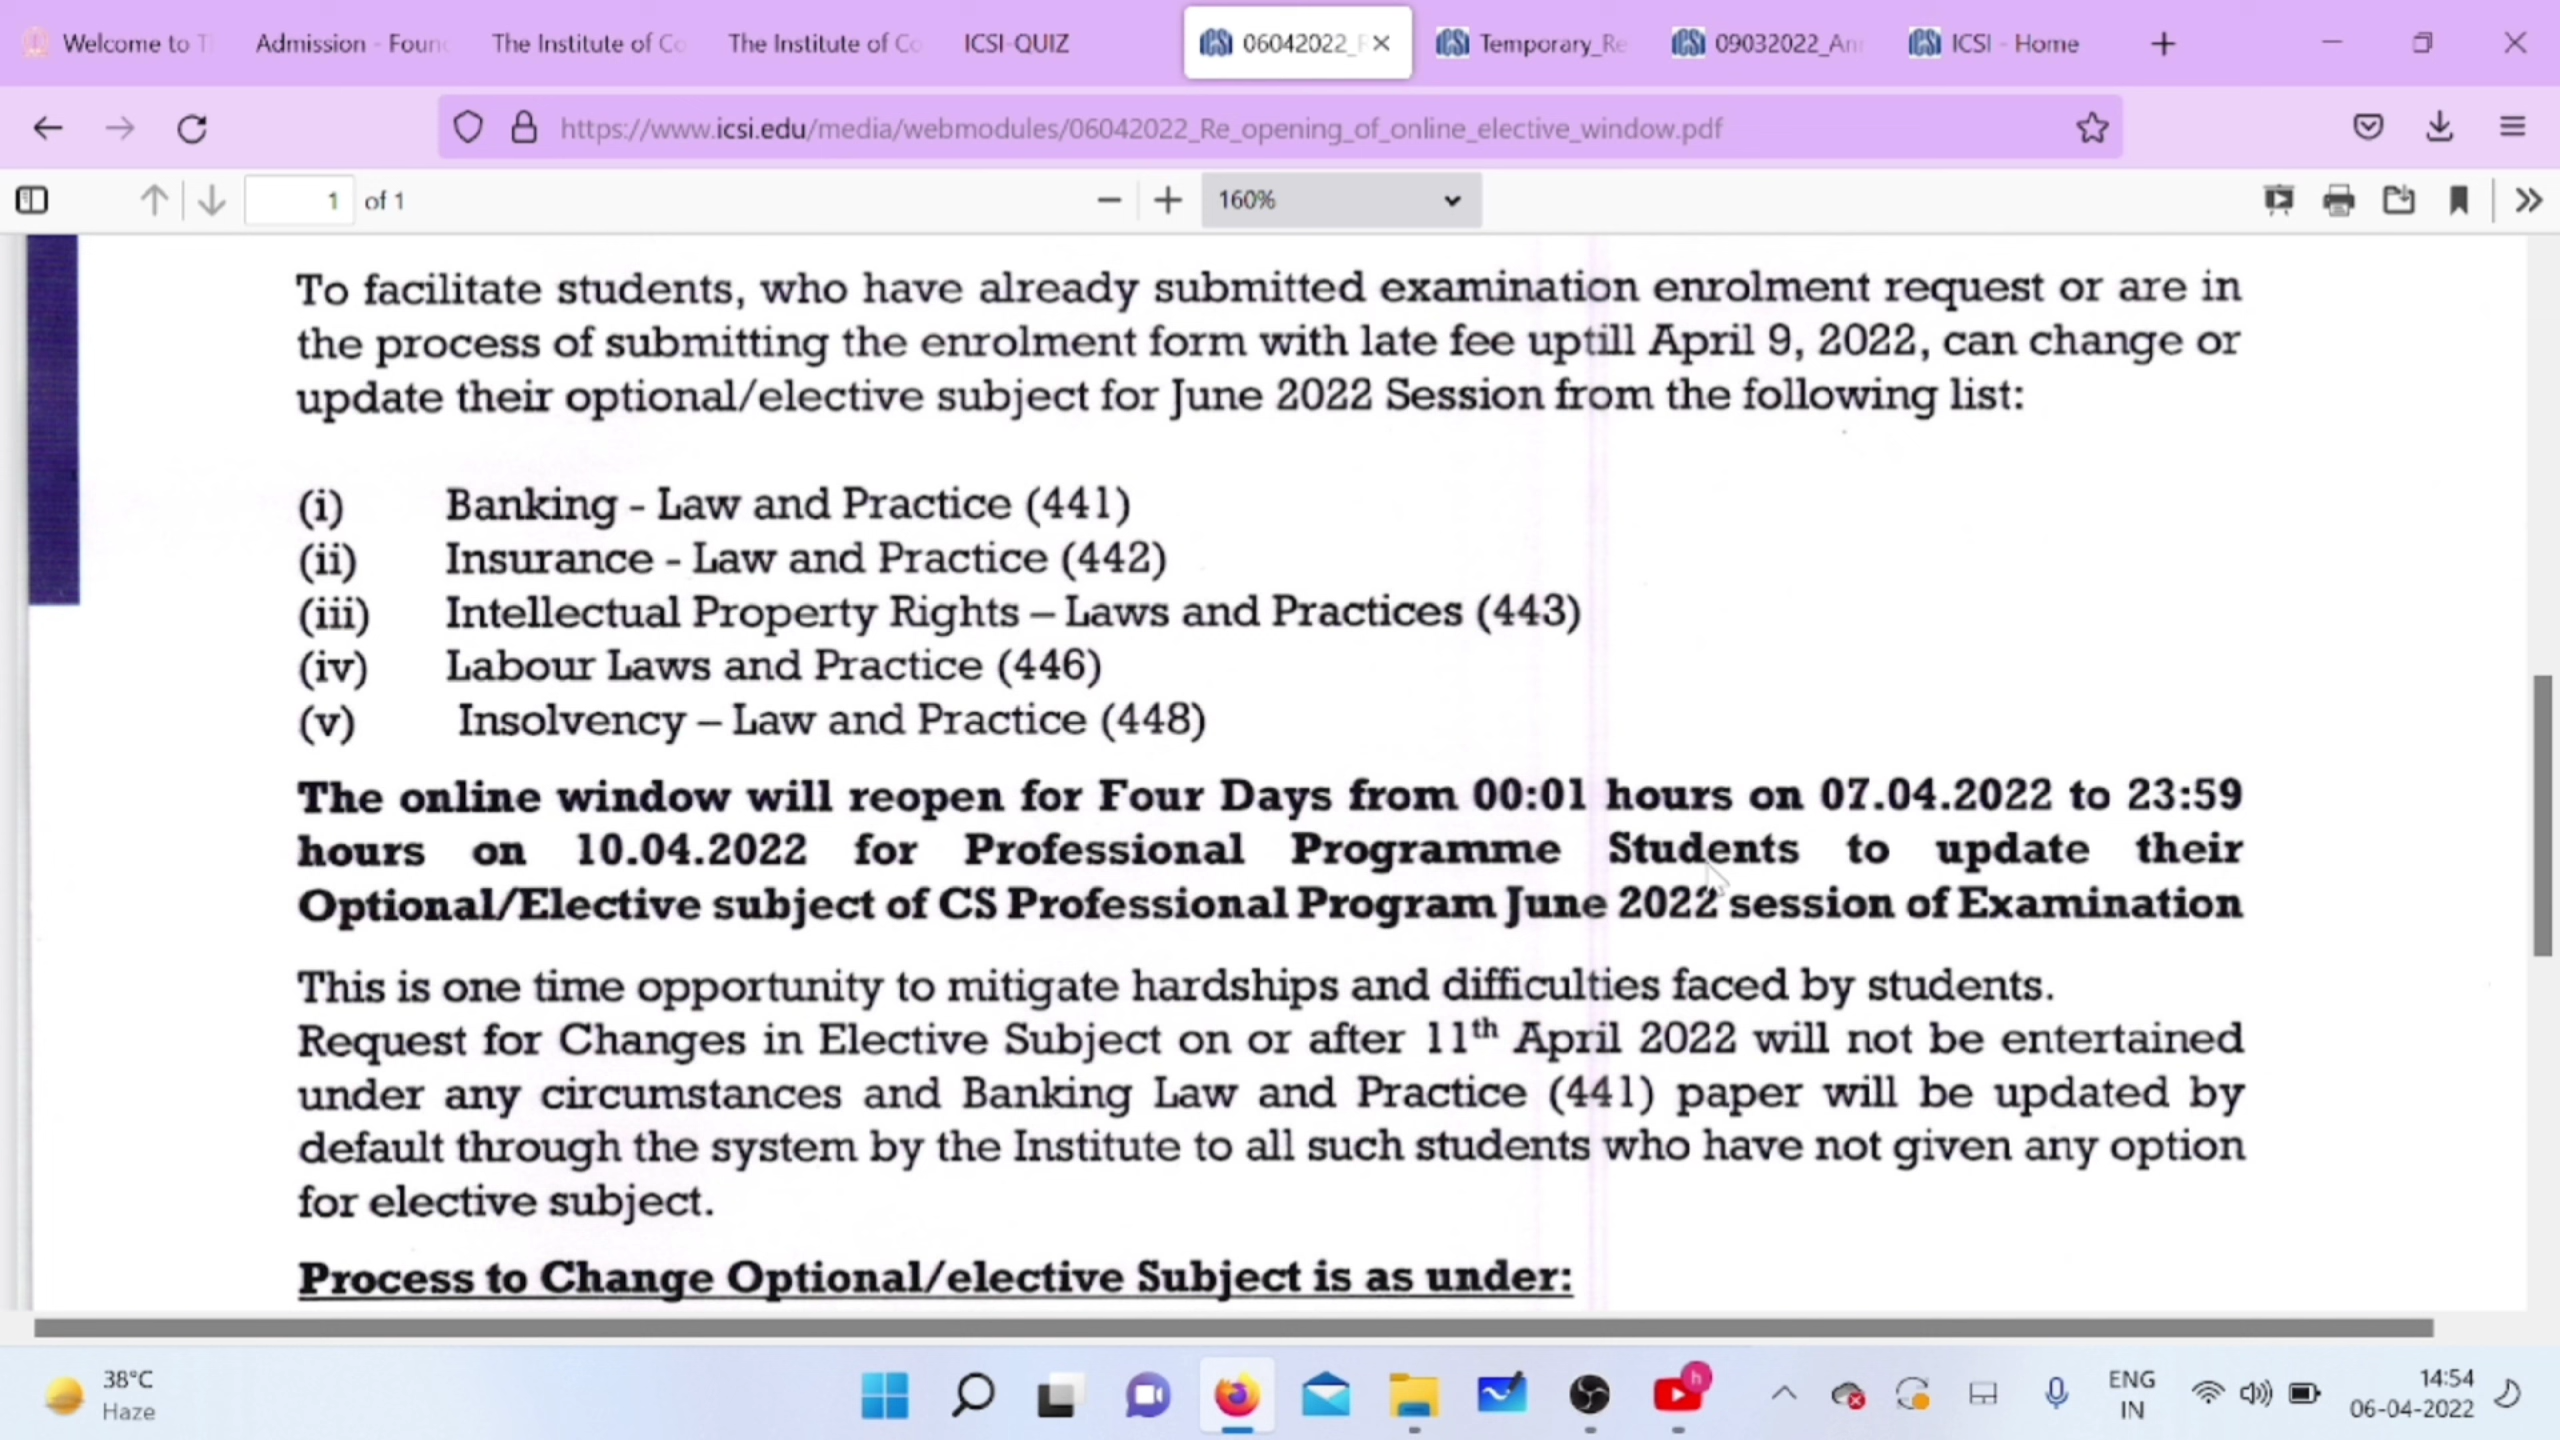 Welcome to T
Admission - Foun
The Institute of Co
The Institute of Co
ICSI-QUIZ
ICSI 06042022_
ICSI Temporary_Re
ICSI 09032022_An
ICSI ICSI - Home
https://www.icsi.edu/media/webmodules/06042022_Re_opening_of_online_elective_window.pdf
1 of 1
160%
To facilitate students, who have already submitted examination enrolment request or are in
the process of submitting the enrolment form with late fee uptill April 9, 2022, can change or
update their optional/elective subject for June 2022 Session from the following list:
(i) Banking - Law and Practice (441)
(ii) Insurance - Law and Practice (442)
(iii) Intellectual Property Rights – Laws and Practices (443)
(iv) Labour Laws and Practice (446)
(v) Insolvency – Law and Practice (448)
The online window will reopen for Four Days from 00:01 hours on 07.04.2022 to 23:59
hours on 10.04.2022 for Professional Programme Students to update their
Optional/Elective subject of CS Professional Program June 2022 session of Examination
This is one time opportunity to mitigate hardships and difficulties faced by students.
Request for Changes in Elective Subject on or after 11th April 2022 will not be entertained
under any circumstances and Banking Law and Practice (441) paper will be updated by
default through the system by the Institute to all such students who have not given any option
for elective subject.
Process to Change Optional/elective Subject is as under:
38°C
Haze
h
ENG
IN
14:54
06-04-2022